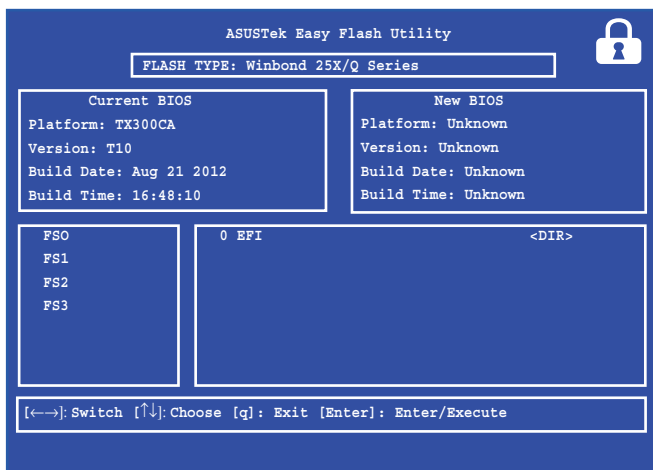 ASUSTek Easy Flash Utility
FLASH TYPE: Winbond 25X/Q Series
Current BIOS
Platform: TX300CA
Version: T10
Build Date: Aug 21 2012
Build Time: 16:48:10
New BIOS
Platform: Unknown
Version: Unknown
Build Date: Unknown
Build Time: Unknown
FSO
FS1
FS2
FS3
0 EFI <DIR>
[←→]: Switch [↑↓]: Choose [q]: Exit [Enter]: Enter/Execute